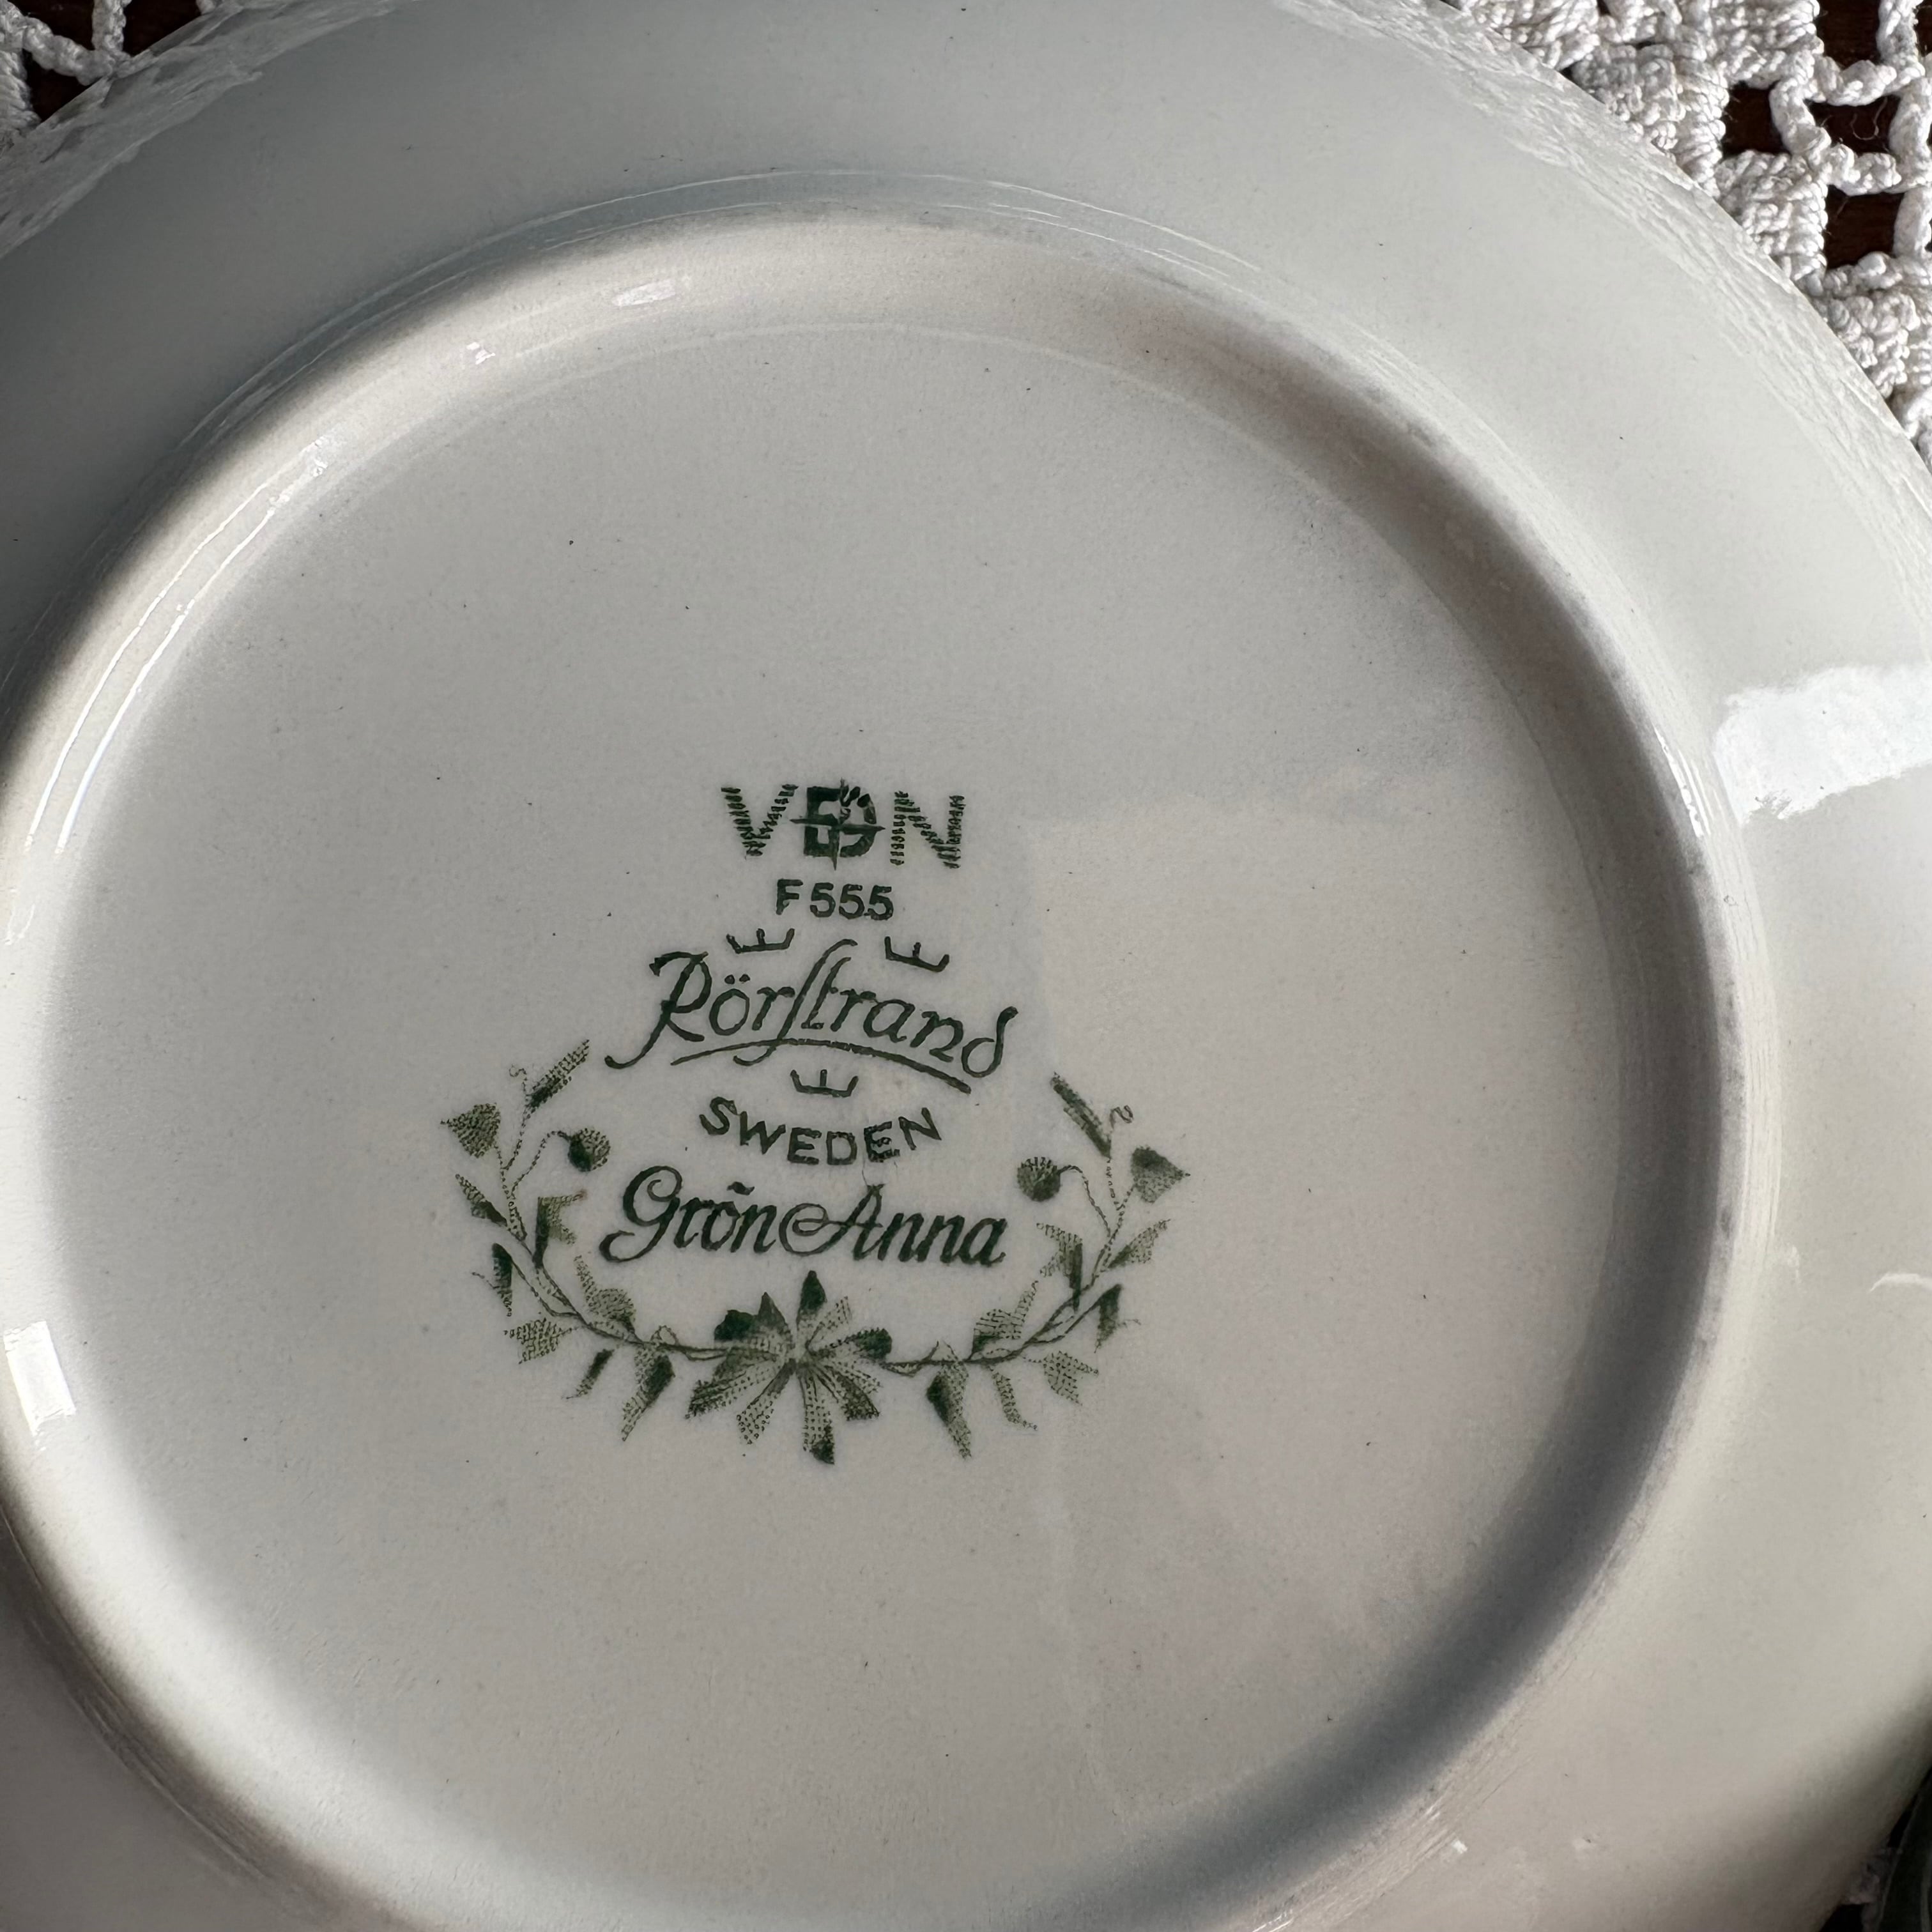 VDN
F555
Rörstrand
SWEDEN
Grön Anna